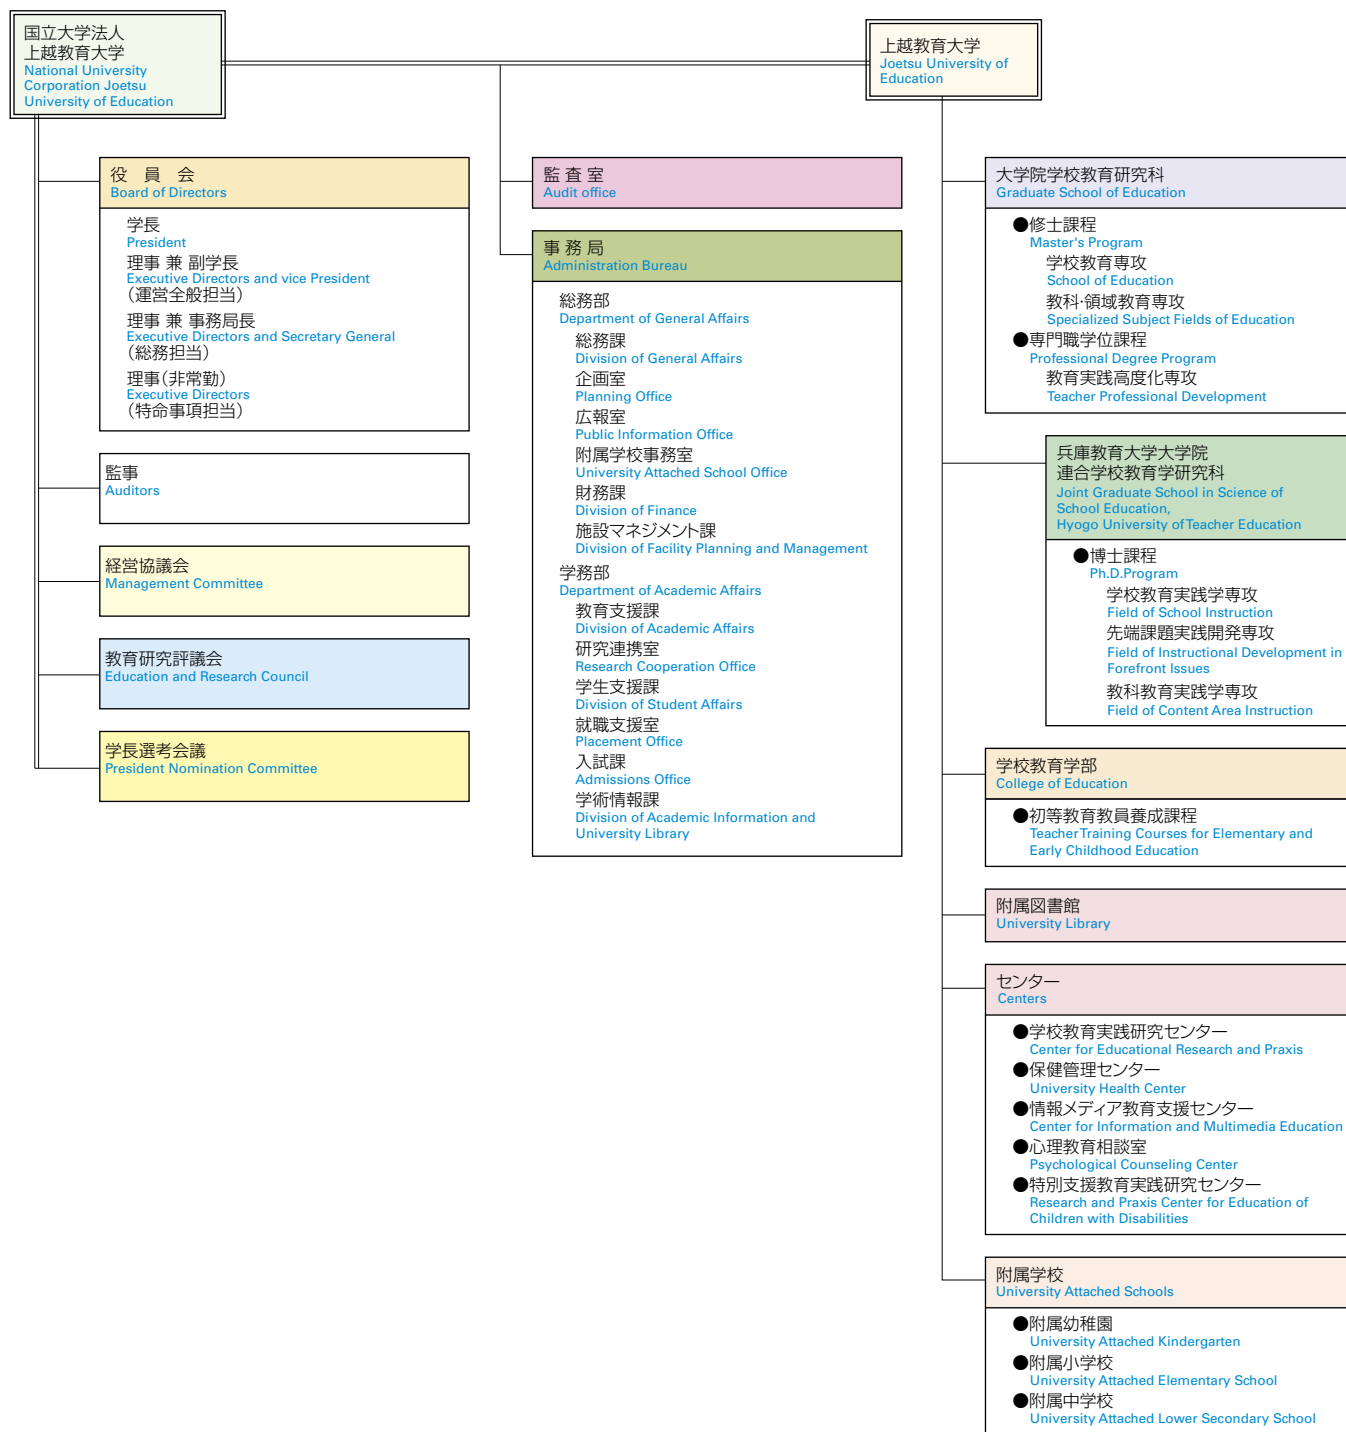 国立大学法人
上越教育大学
National University
Corporation Joetsu
University of Education
上越教育大学
Joetsu University of
Education
役 員 会
Board of Directors
学長
President
理事 兼 副学長
Executive Directors and vice President
（運営全般担当）
理事 兼 事務局長
Executive Directors and Secretary General
（総務担当）
理事（非常勤）
Executive Directors
（特命事項担当）
監事
Auditors
経営協議会
Management Committee
教育研究評議会
Education and Research Council
学長選考会議
President Nomination Committee
監 査 室
Audit office
事 務 局
Administration Bureau
総務部
Department of General Affairs
総務課
Division of General Affairs
企画室
Planning Office
広報室
Public Information Office
附属学校事務室
University Attached School Office
財務課
Division of Finance
施設マネジメント課
Division of Facility Planning and Management
学務部
Department of Academic Affairs
教育支援課
Division of Academic Affairs
研究連携室
Research Cooperation Office
学生支援課
Division of Student Affairs
就職支援室
Placement Office
入試課
Admissions Office
学術情報課
Division of Academic Information and
University Library
大学院学校教育研究科
Graduate School of Education
●修士課程
Master's Program
学校教育専攻
School of Education
教科・領域教育専攻
Specialized Subject Fields of Education
●専門職学位課程
Professional Degree Program
教育実践高度化専攻
Teacher Professional Development
兵庫教育大学大学院
連合学校教育学研究科
Joint Graduate School in Science of
School Education,
Hyogo University of Teacher Education
●博士課程
Ph.D.Program
学校教育実践学専攻
Field of School Instruction
先端課題実践開発専攻
Field of Instructional Development in
Forefront Issues
教科教育実践学専攻
Field of Content Area Instruction
学校教育学部
College of Education
●初等教育教員養成課程
Teacher Training Courses for Elementary and
Early Childhood Education
附属図書館
University Library
センター
Centers
●学校教育実践研究センター
Center for Educational Research and Praxis
●保健管理センター
University Health Center
●情報メディア教育支援センター
Center for Information and Multimedia Education
●心理教育相談室
Psychological Counseling Center
●特別支援教育実践研究センター
Research and Praxis Center for Education of
Children with Disabilities
附属学校
University Attached Schools
●附属幼稚園
University Attached Kindergarten
●附属小学校
University Attached Elementary School
●附属中学校
University Attached Lower Secondary School